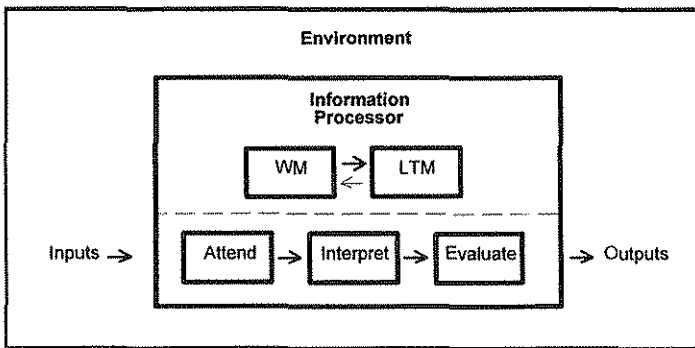 Environment
Information
Processor
WM
LTM
Inputs
Attend
Interpret
Evaluate
Outputs